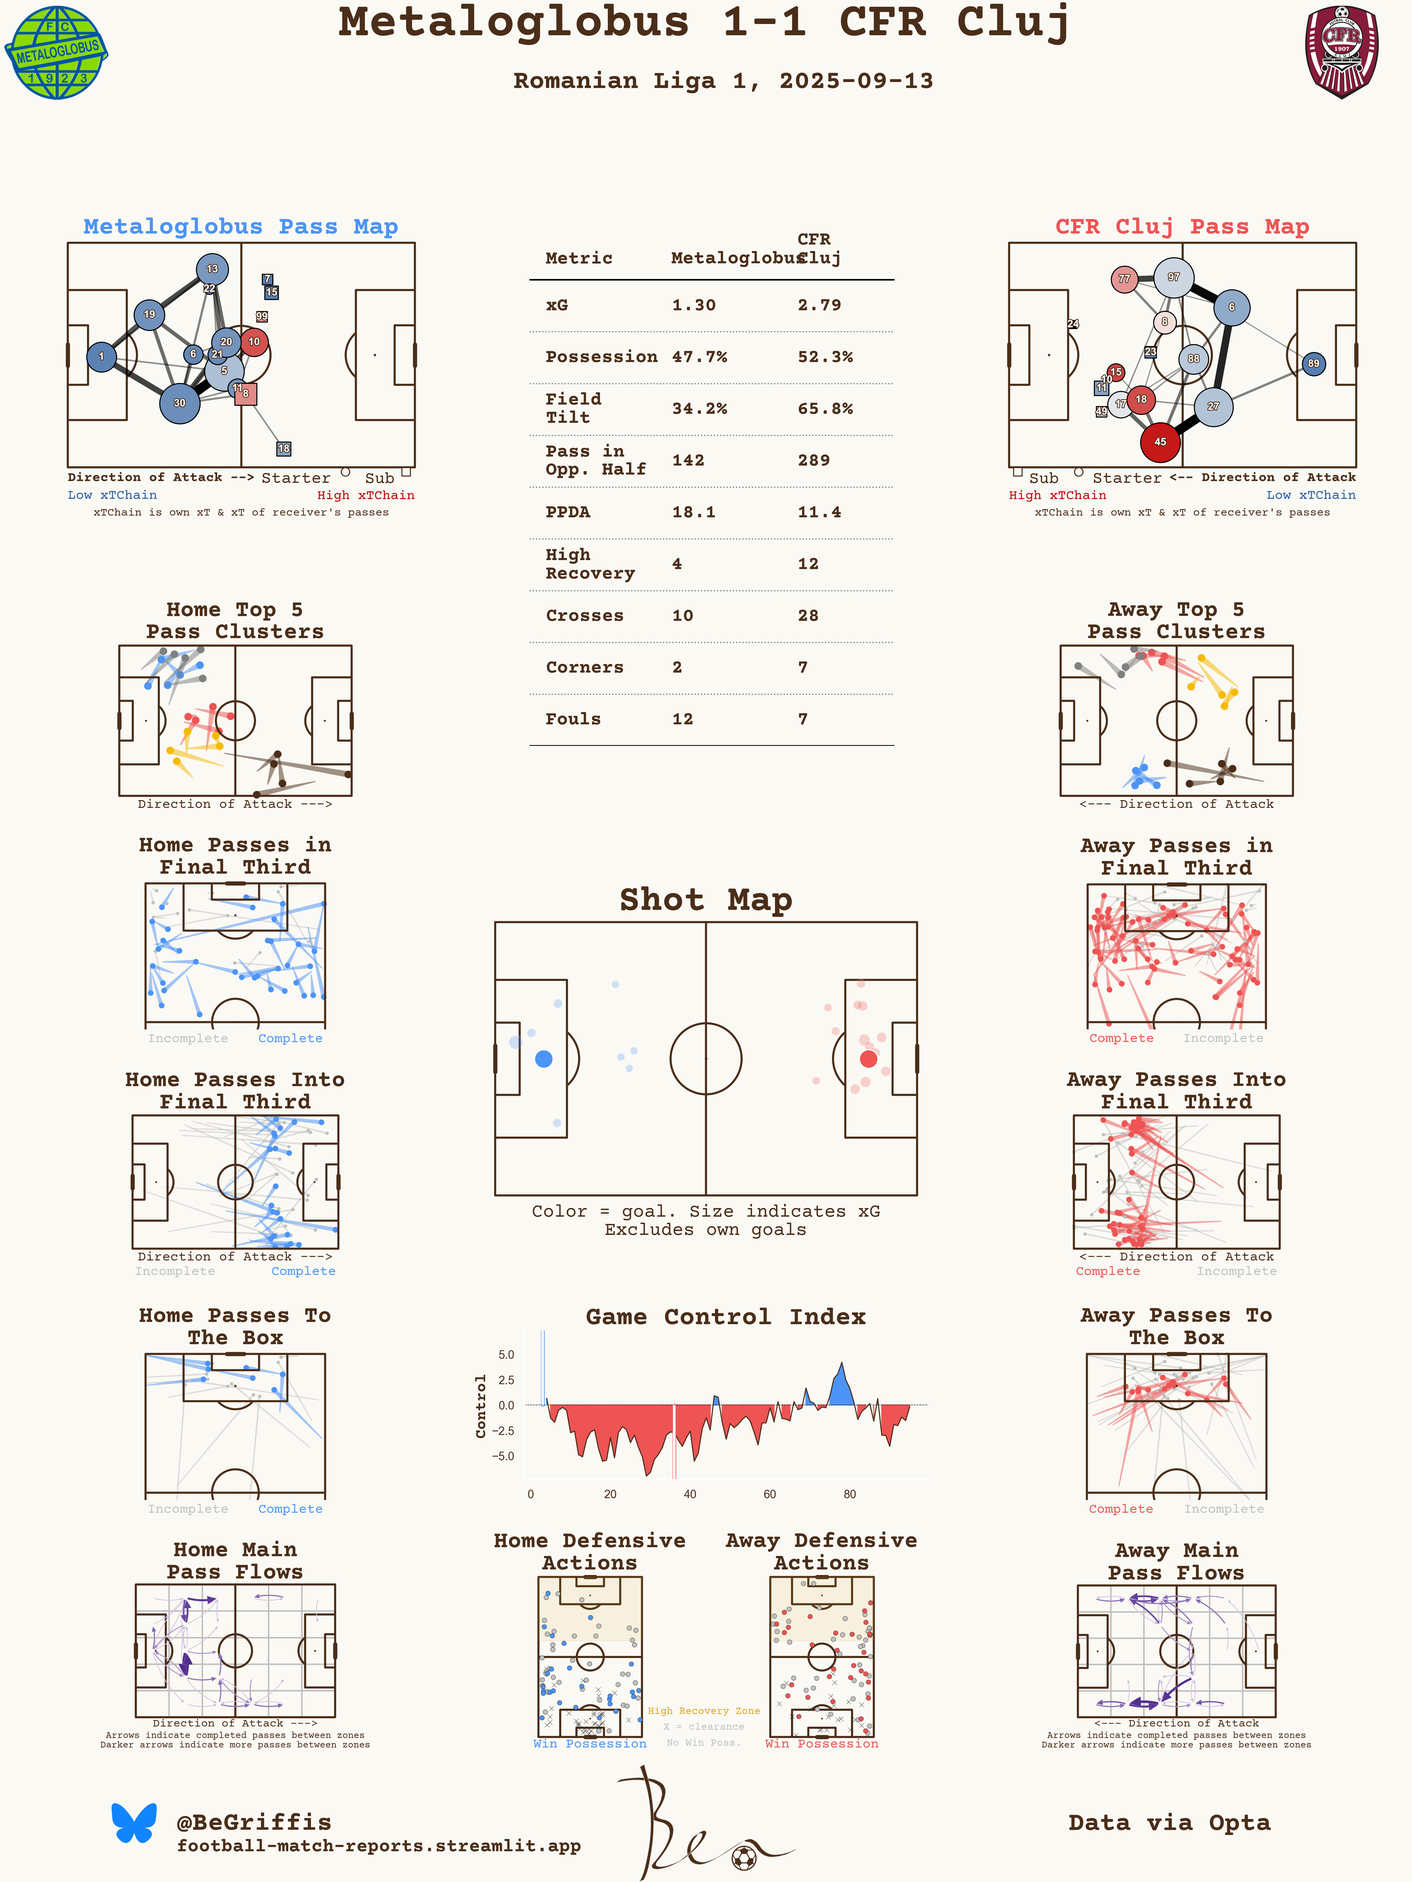 Metaloglobus 1-1 CFR Cluj
Romanian Liga 1, 2025-09-13
F C
METALOGLOBUS
1 9 2 3
CFR
1907
Metaloglobus Pass Map
13
22
7
15
19
99
20
10
1
6
21
5
11
8
30
18
Direction of Attack --> Starter Sub
Low xTChain High xTChain
xTChain is own xT & xT of receiver's passes
Metric Metaloglobus CFR Cluj
xG 1.30 2.79
Possession 47.7% 52.3%
Field Tilt 34.2% 65.8%
Pass in Opp. Half 142 289
PPDA 18.1 11.4
High Recovery 4 12
Crosses 10 28
Corners 2 7
Fouls 12 7
CFR Cluj Pass Map
77
97
6
24
8
23
88
89
15
10
11
49
17
18
27
45
Sub Starter <-- Direction of Attack
High xTChain Low xTChain
xTChain is own xT & xT of receiver's passes
Home Top 5
Pass Clusters
Direction of Attack --->
Away Top 5
Pass Clusters
<--- Direction of Attack
Home Passes in
Final Third
Incomplete Complete
Shot Map
Color = goal. Size indicates xG
Excludes own goals
Away Passes in
Final Third
Complete Incomplete
Home Passes Into
Final Third
Direction of Attack --->
Incomplete Complete
Away Passes Into
Final Third
<--- Direction of Attack
Complete Incomplete
Home Passes To
The Box
Incomplete Complete
Game Control Index
Control
5.0
2.5
0.0
−2.5
−5.0
0 20 40 60 80
Away Passes To
The Box
Complete Incomplete
Home Main
Pass Flows
Direction of Attack --->
Arrows indicate completed passes between zones
Darker arrows indicate more passes between zones
Home Defensive
Actions
Win Possession
High Recovery Zone
X = clearance
No Win Poss.
Away Defensive
Actions
Win Possession
Away Main
Pass Flows
<--- Direction of Attack
Arrows indicate completed passes between zones
Darker arrows indicate more passes between zones
@BeGriffis
football-match-reports.streamlit.app
Ben
Data via Opta